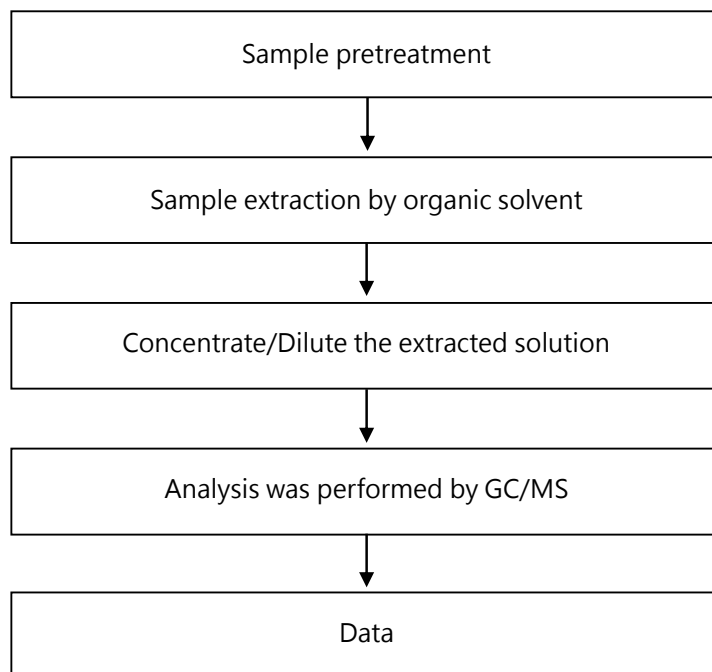 Sample pretreatment
Sample extraction by organic solvent
Concentrate/Dilute the extracted solution
Analysis was performed by GC/MS
Data